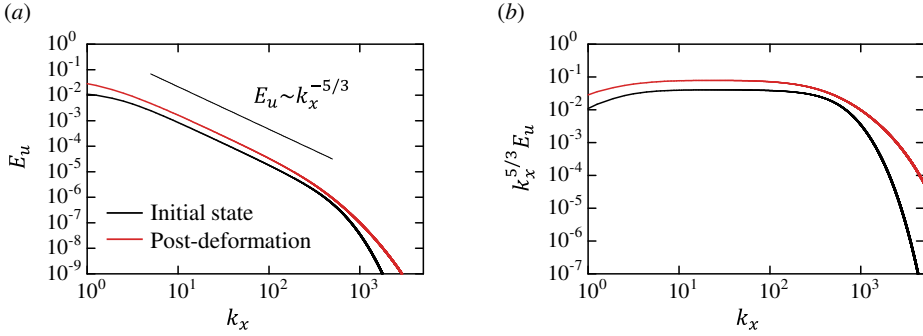 (a)
10^0
10^-1
10^-2
10^-3
10^-4
10^-5
10^-6
10^-7
10^-8
10^-9
E_u
E_u~k_x^-5/3
Initial state
Post-deformation
10^0 10^1 10^2 10^3
k_x
(b)
10^0
10^-1
10^-2
10^-3
10^-4
10^-5
10^-6
10^-7
k_x^5/3 E_u
10^0 10^1 10^2 10^3
k_x